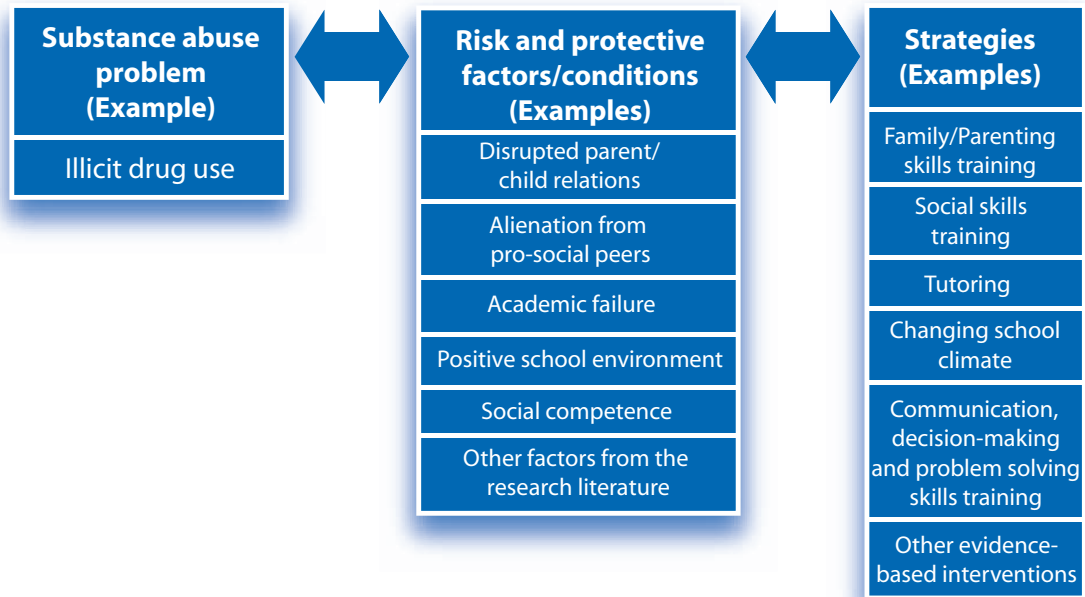 Substance abuse
problem
(Example)
Illicit drug use
Risk and protective
factors/conditions
(Examples)
Disrupted parent/
child relations
Alienation from
pro-social peers
Academic failure
Positive school environment
Social competence
Other factors from the
research literature
Strategies
(Examples)
Family/Parenting
skills training
Social skills
training
Tutoring
Changing school
climate
Communication,
decision-making
and problem solving
skills training
Other evidence-
based interventions